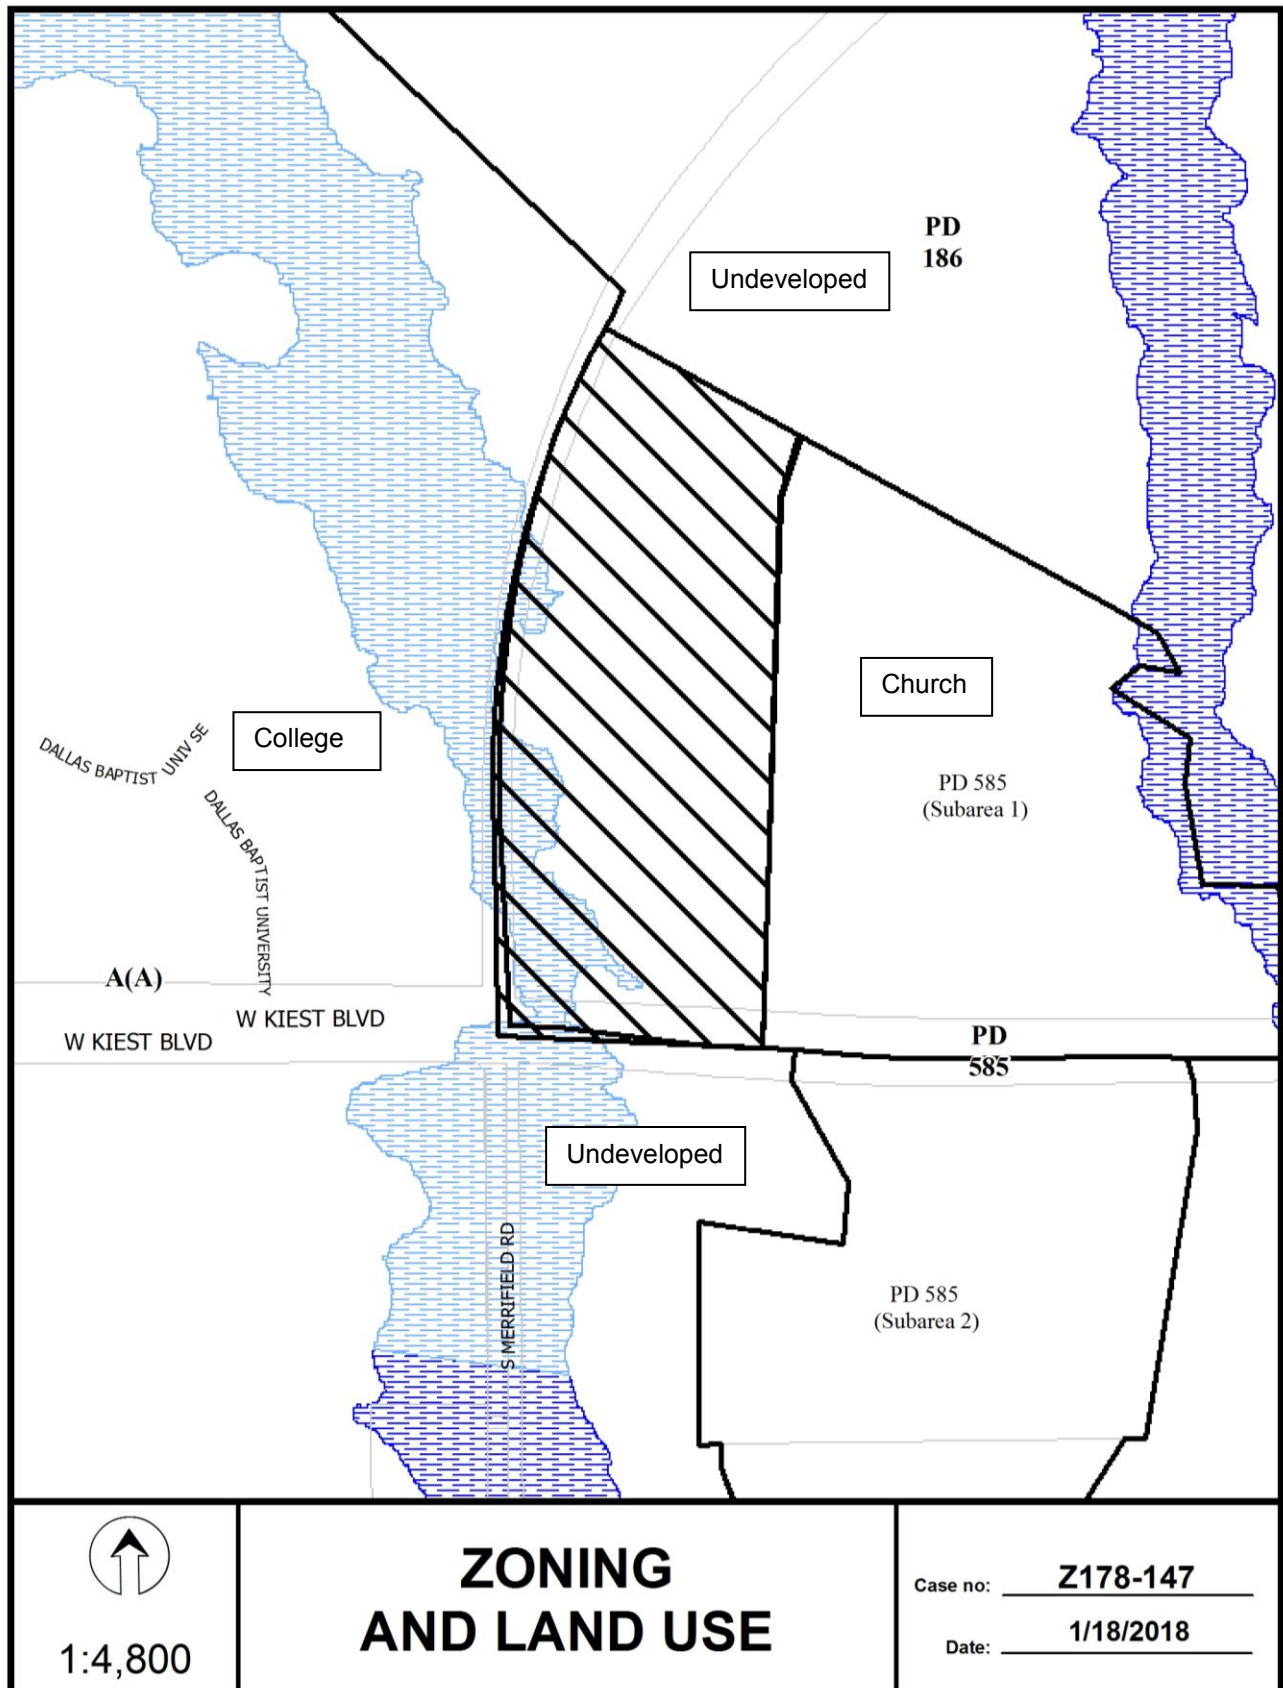 PD
186
Undeveloped
Church
College
DALLAS BAPTIST UNIV SE
PD 585
(Subarea 1)
DALLAS BAPTIST UNIVERSITY
A(A)
W KIEST BLVD
W KIEST BLVD
PD
585
Undeveloped
S MERRIFIELD RD
PD 585
(Subarea 2)
1:4,800
ZONING
AND LAND USE
Case no: Z178-147
Date: 1/18/2018